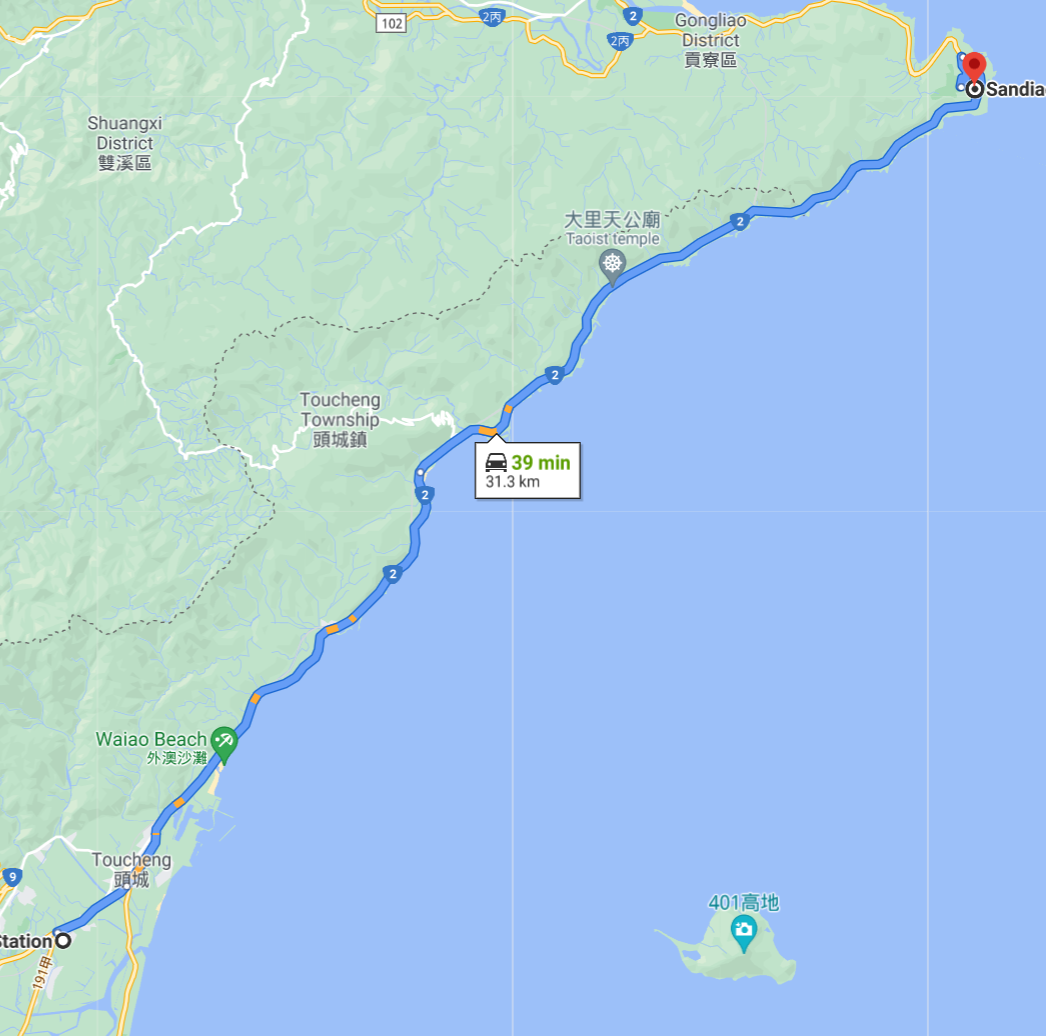 102
2丙
2
2丙
Gongliao
District
貢寮區
Sandia
Shuangxi
District
雙溪區
大里天公廟
Taoist temple
2
2
Toucheng
Township
頭城鎮
39 min
31.3 km
2
2
Waiao Beach
外澳沙灘
Toucheng
頭城
9
401高地
Station
191甲